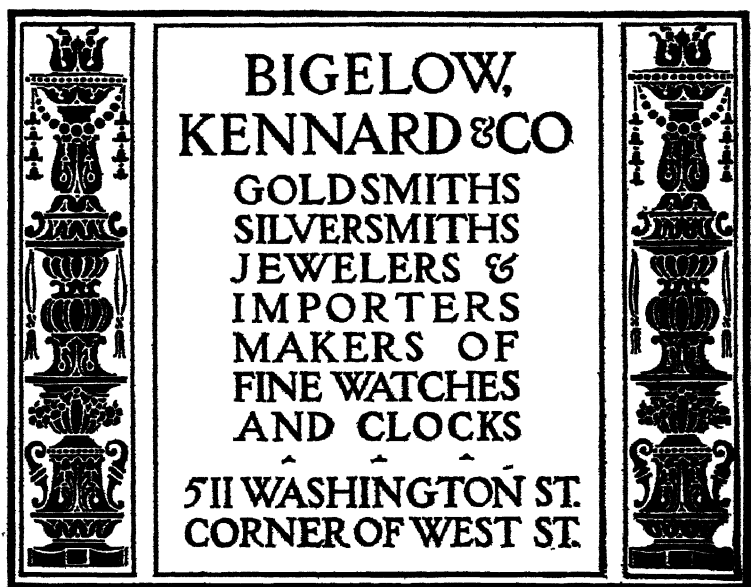 BIGELOW,
KENNARD & CO
GOLDSMITHS
SILVERSMITHS
JEWELERS &
IMPORTERS
MAKERS OF
FINE WATCHES
AND CLOCKS
511 WASHINGTON ST.
CORNER OF WEST ST.